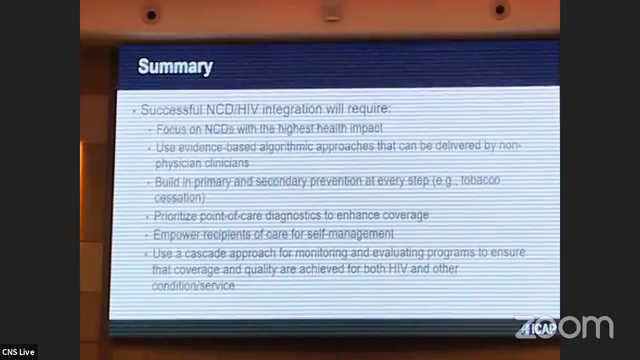 Summary
Successful NCD/HIV integration will require:
Focus on NCDs with the highest health impact
Use evidence-based algorithmic approaches that can be delivered by non-
physician clinicians
Build in primary and secondary prevention at every step (e.g., tobacco
cessation)
Prioritize point-of-care diagnostics to enhance coverage
Empower recipients of care for self-management
Use a cascade approach for monitoring and evaluating programs to ensure
that coverage and quality are achieved for both HIV and other
condition/service
ICAP
zoom
CNS Live